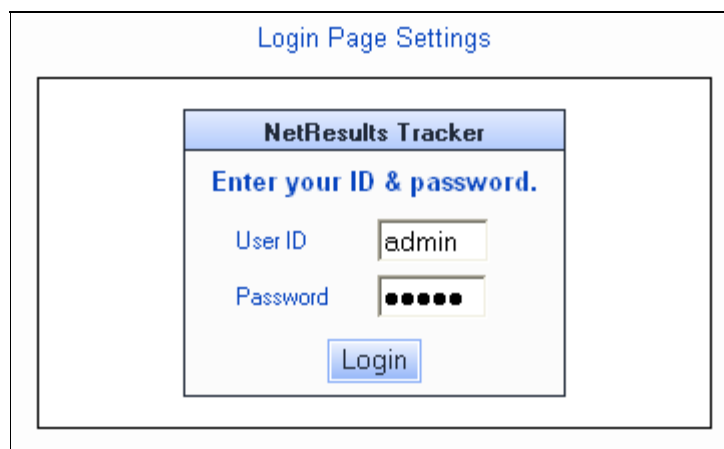 Login Page Settings
NetResults Tracker
Enter your ID & password.
User ID admin
Password ●●●●●
Login